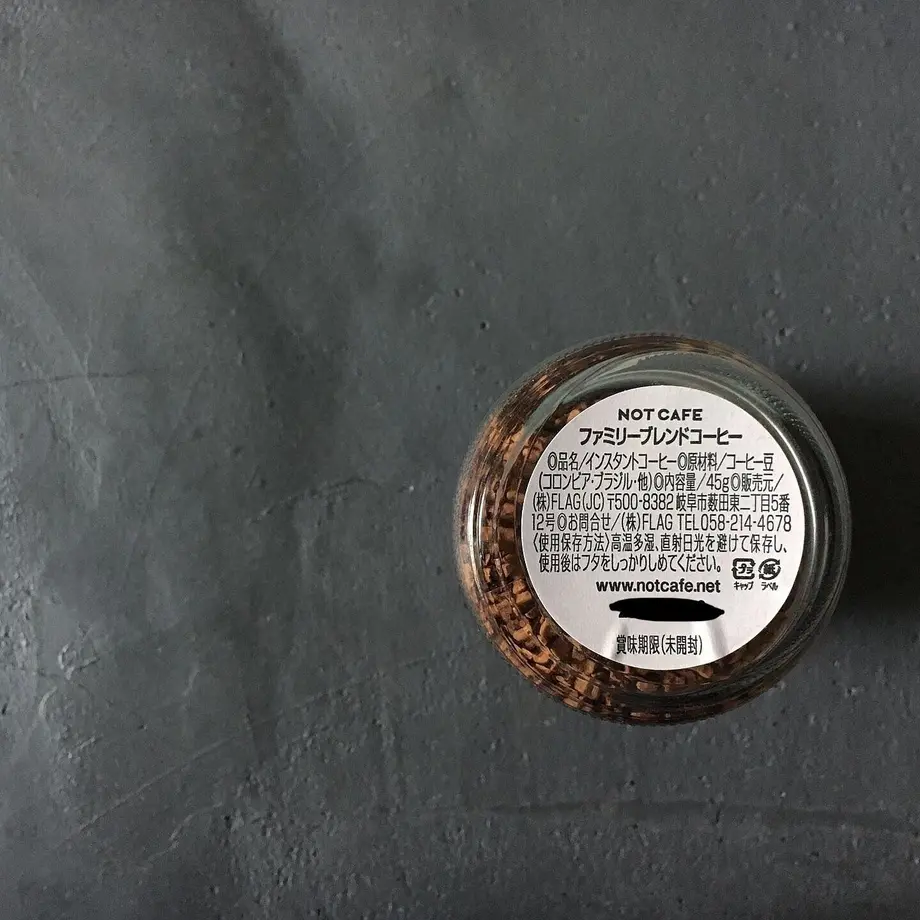 NOT CAFE
ファミリーブレンドコーヒー
◎品名/インスタントコーヒー◎原材料/コーヒー豆
(コロンビア・ブラジル・他)◎内容量/45g◎販売元/
(株)FLAG(JC)〒500-8382 岐阜市薮田東二丁目5番
12号◎お問合せ/(株)FLAG TEL058-214-4678
〈使用保存方法〉高温多湿、直射日光を避けて保存し、
使用後はフタをしっかりしめてください。
プラ 紙
キャップ ラベル
www.notcafe.net
賞味期限(未開封)